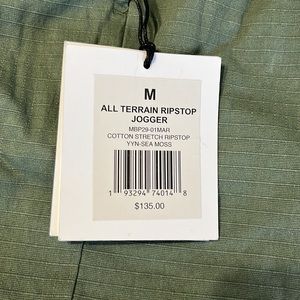 M
ALL TERRAIN RIPSTOP
JOGGER
MBP29-01MAR
COTTON STRETCH RIPSTOP
YYN-SEA MOSS
1 93294 74014 8
$135.00